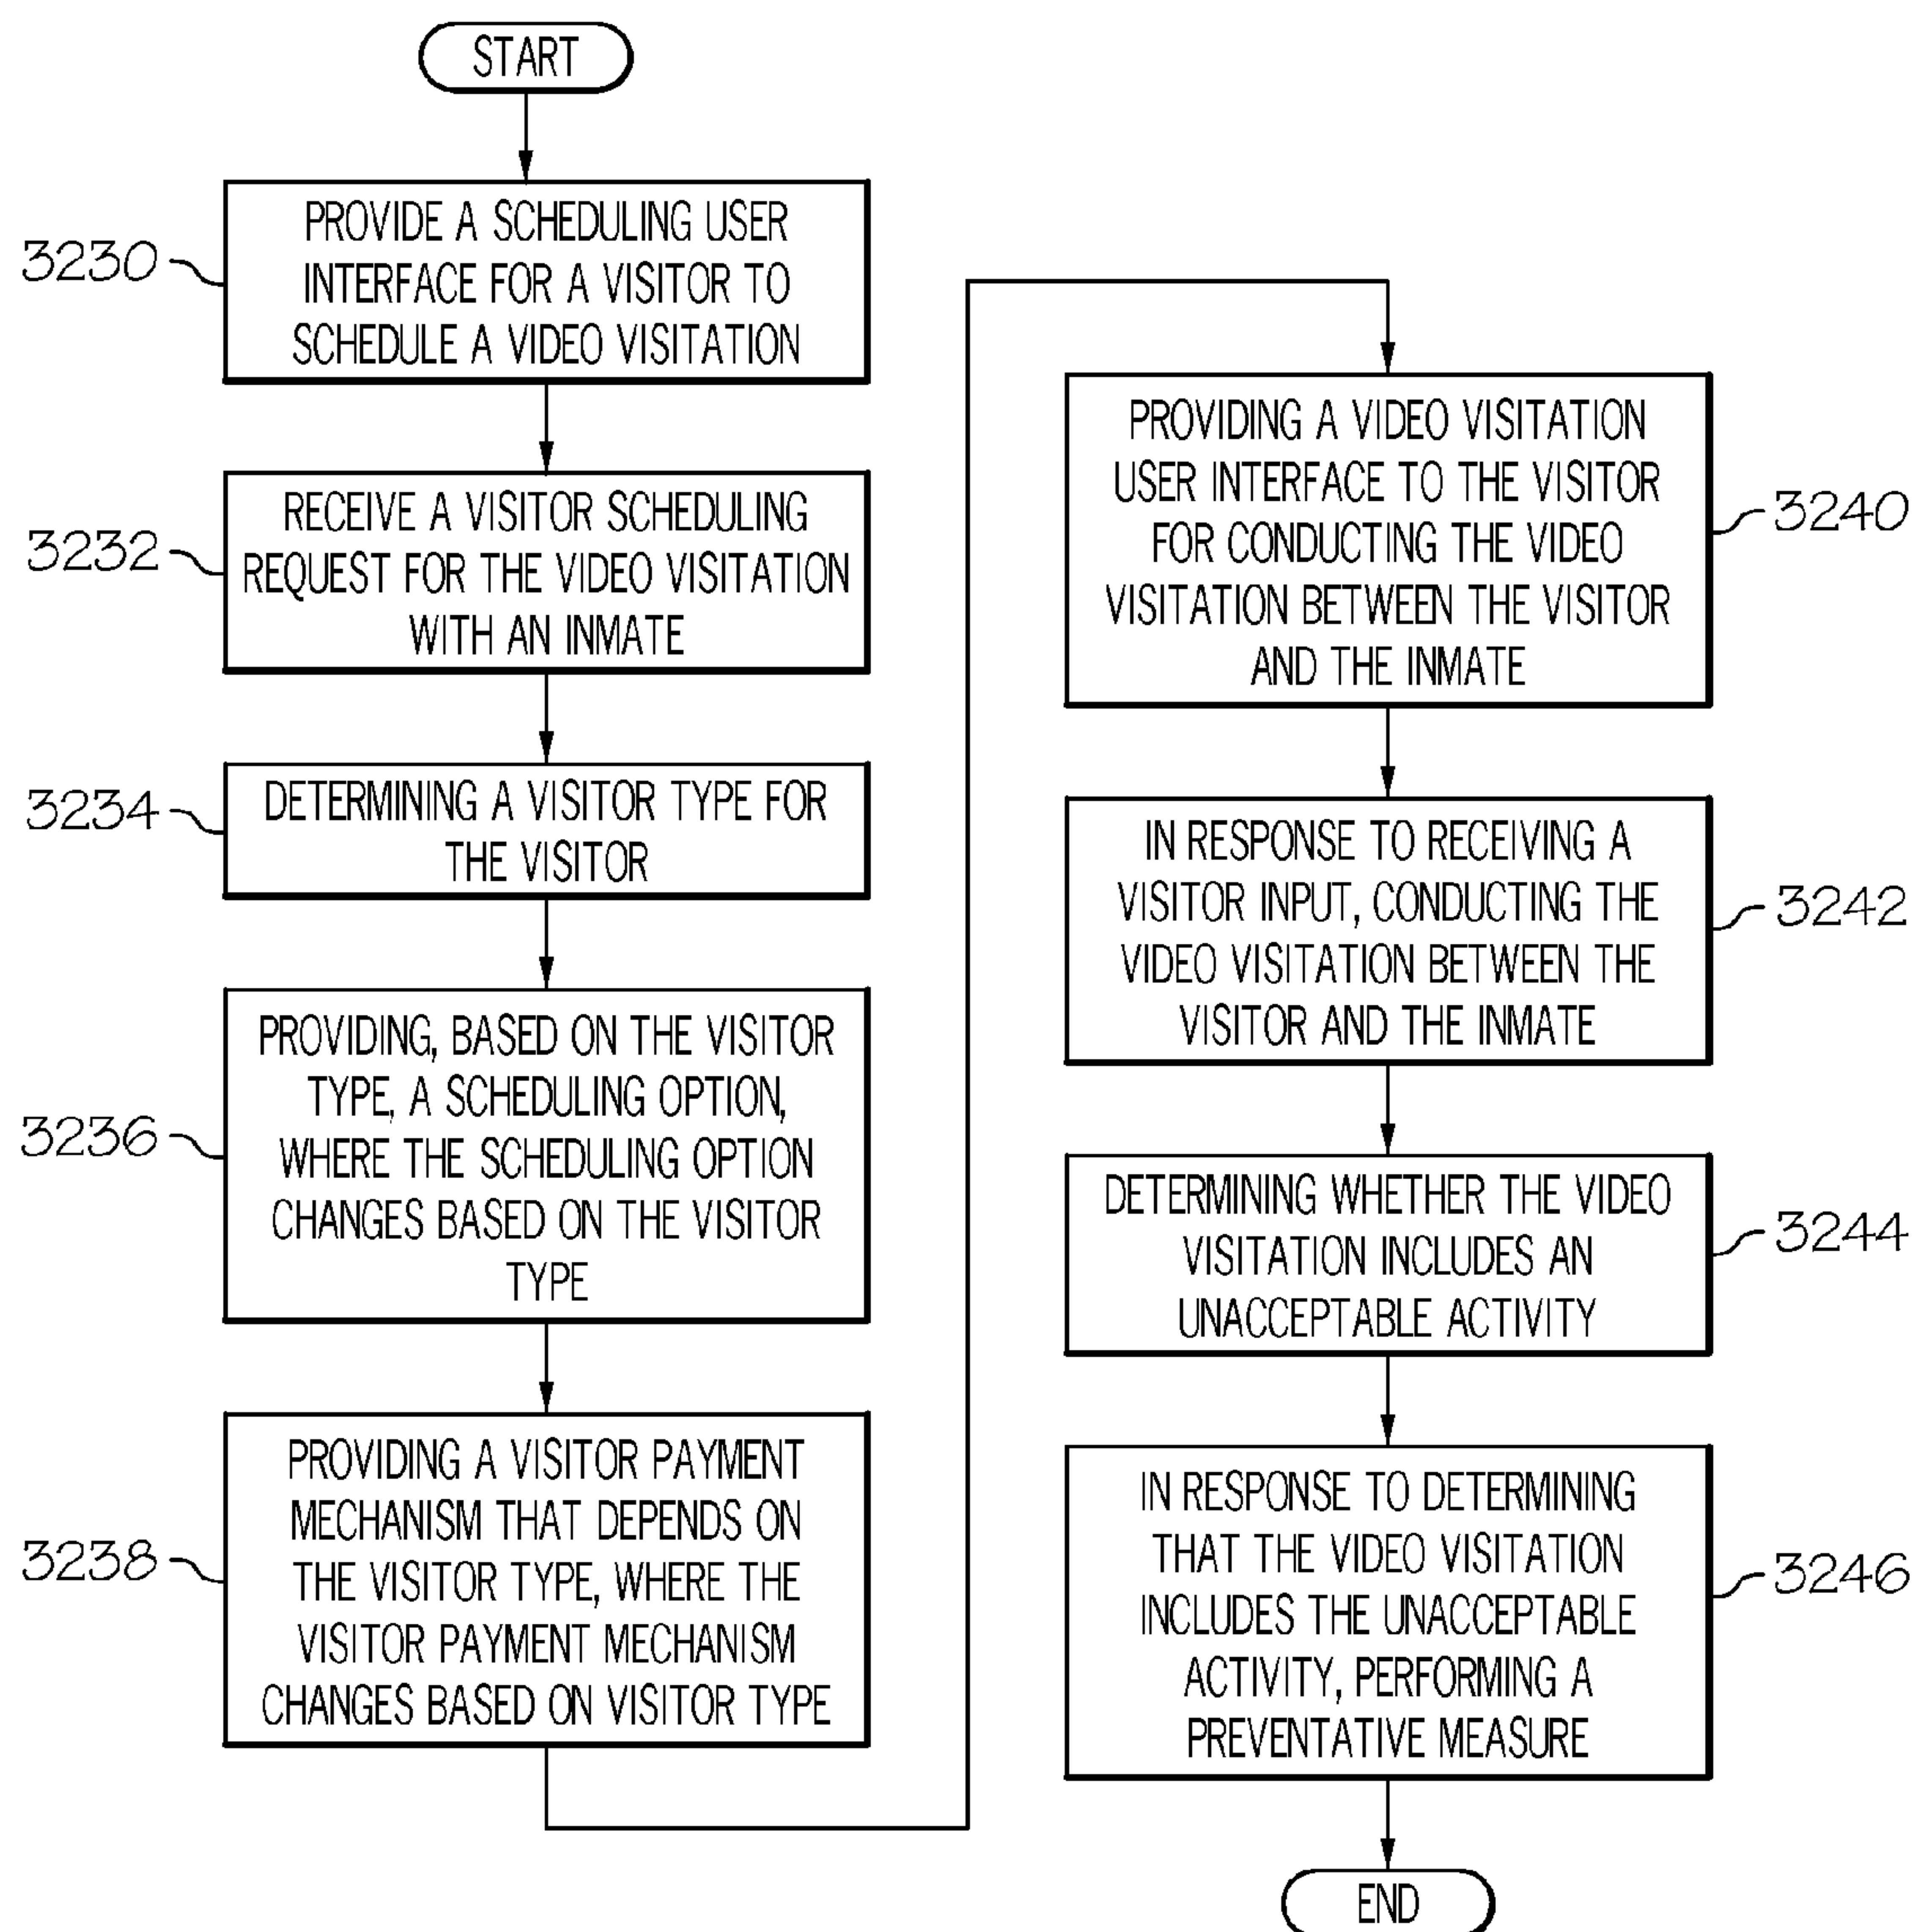 START
3230
PROVIDE A SCHEDULING USER
INTERFACE FOR A VISITOR TO
SCHEDULE A VIDEO VISITATION
3232
RECEIVE A VISITOR SCHEDULING
REQUEST FOR THE VIDEO VISITATION
WITH AN INMATE
3234
DETERMINING A VISITOR TYPE FOR
THE VISITOR
3236
PROVIDING, BASED ON THE VISITOR
TYPE, A SCHEDULING OPTION,
WHERE THE SCHEDULING OPTION
CHANGES BASED ON THE VISITOR
TYPE
3238
PROVIDING A VISITOR PAYMENT
MECHANISM THAT DEPENDS ON
THE VISITOR TYPE, WHERE THE
VISITOR PAYMENT MECHANISM
CHANGES BASED ON VISITOR TYPE
PROVIDING A VIDEO VISITATION
USER INTERFACE TO THE VISITOR
FOR CONDUCTING THE VIDEO
VISITATION BETWEEN THE VISITOR
AND THE INMATE
3240
IN RESPONSE TO RECEIVING A
VISITOR INPUT, CONDUCTING THE
VIDEO VISITATION BETWEEN THE
VISITOR AND THE INMATE
3242
DETERMINING WHETHER THE VIDEO
VISITATION INCLUDES AN
UNACCEPTABLE ACTIVITY
3244
IN RESPONSE TO DETERMINING
THAT THE VIDEO VISITATION
INCLUDES THE UNACCEPTABLE
ACTIVITY, PERFORMING A
PREVENTATIVE MEASURE
3246
END